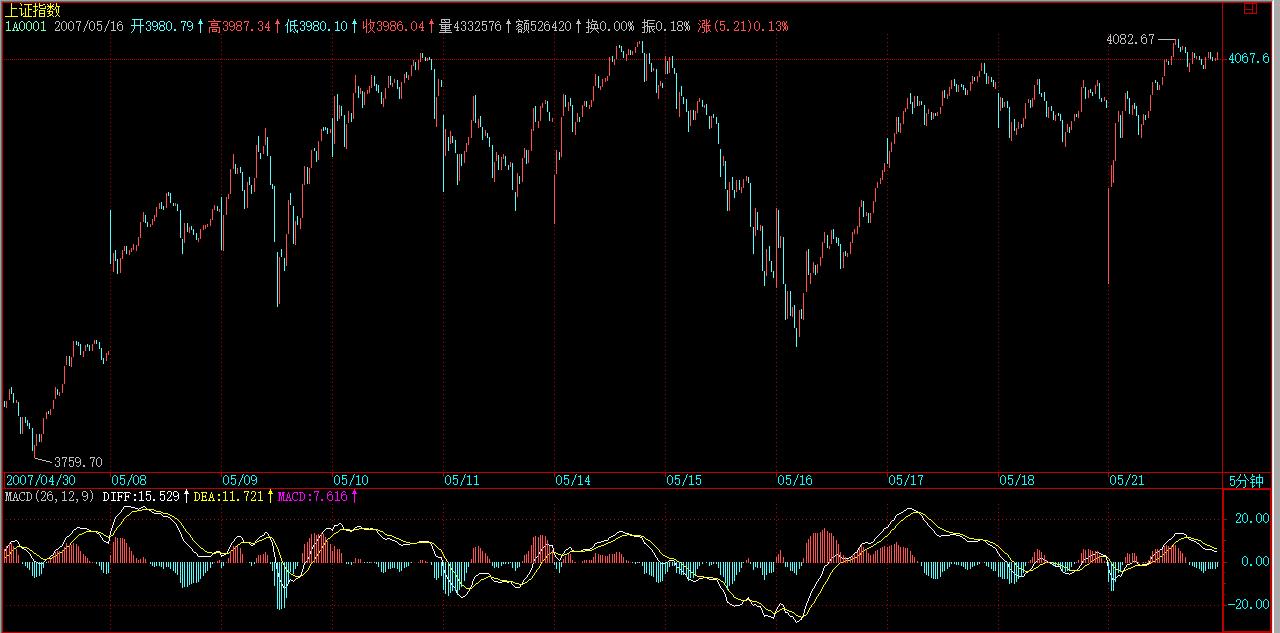 上证指数
1A0001 2007/05/16 开3980.79↑高3987.34↑低3980.10↑收3986.04↑量4332576↑额526420↑换0.00% 振0.18% 涨(5.21)0.13%
4082.67
4067.6
3759.70
2007/04/30 05/08 05/09 05/10 05/11 05/14 05/15 05/16 05/17 05/18 05/21 5分钟
MACD(26,12,9) DIFF:15.529↑DEA:11.721↑MACD:7.616↑
20.00
0.00
-20.00